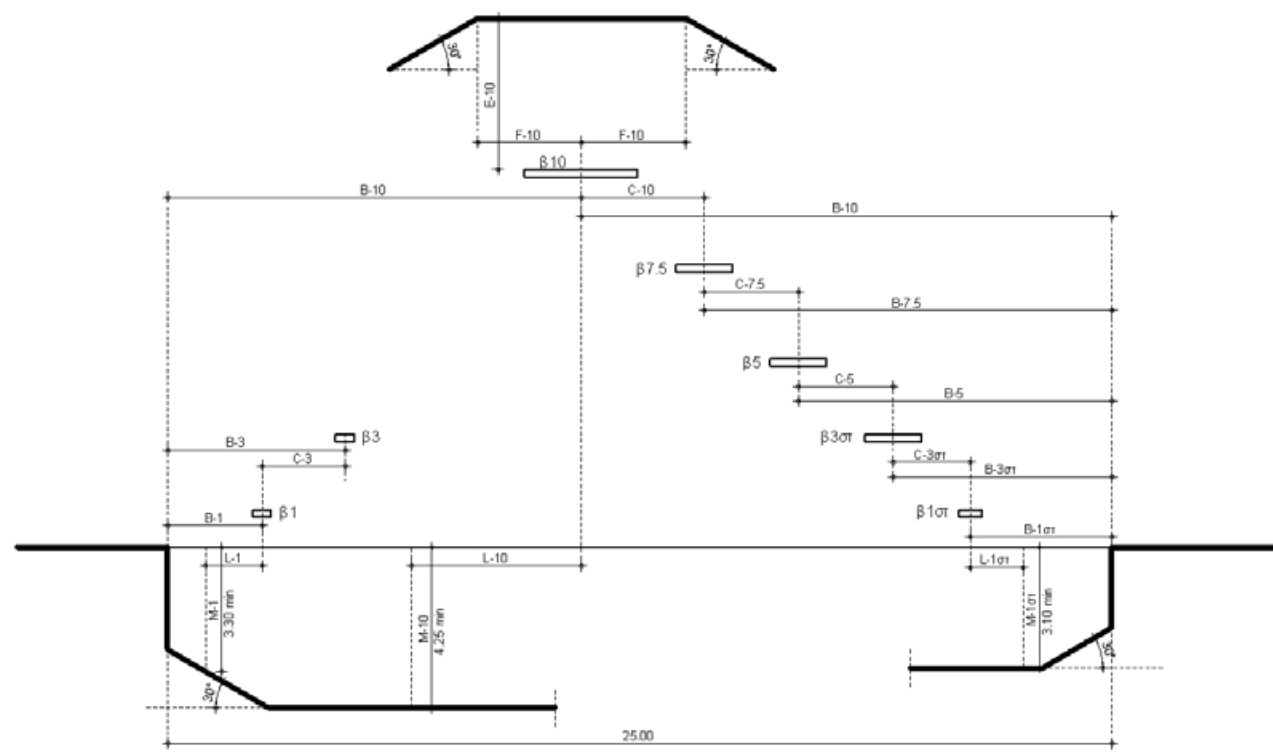 30°
30°
E-10
F-10
F-10
β10
B-10
C-10
B-10
β7.5
C-7.5
B-7.5
β5
C-5
B-5
β3
β3στ
B-3
C-3
C-3στ
B-3στ
β1
β1στ
B-1
B-1στ
L-1
L-10
L-1στ
M-1
3.30 min
M-10
4.25 min
M-1στ
3.10 min
30°
30°
25.00